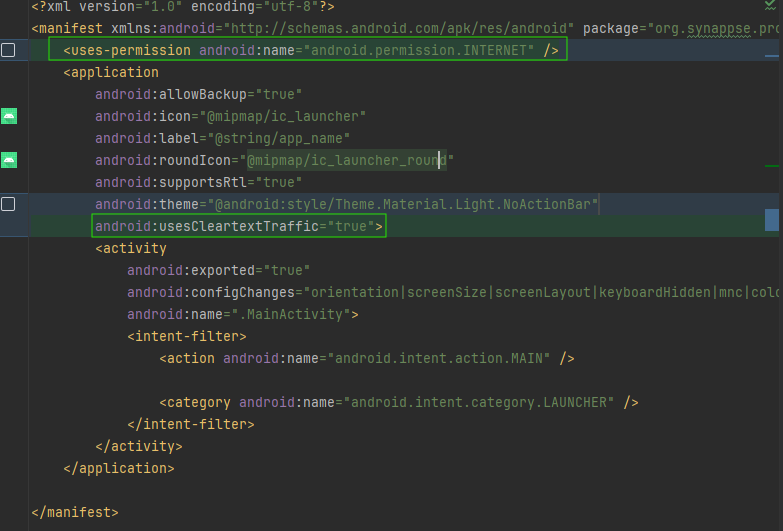 <?xml version="1.0" encoding="utf-8"?>
<manifest xmlns:android="http://schemas.android.com/apk/res/android" package="org.synappse.pro
<uses-permission android:name="android.permission.INTERNET" />
<application
android:allowBackup="true"
android:icon="@mipmap/ic_launcher"
android:label="@string/app_name"
android:roundIcon="@mipmap/ic_launcher_round"
android:supportsRtl="true"
android:theme="@android:style/Theme.Material.Light.NoActionBar"
android:usesCleartextTraffic="true">
<activity
android:exported="true"
android:configChanges="orientation|screenSize|screenLayout|keyboardHidden|mnc|colo
android:name=".MainActivity">
<intent-filter>
<action android:name="android.intent.action.MAIN" />
<category android:name="android.intent.category.LAUNCHER" />
</intent-filter>
</activity>
</application>
</manifest>